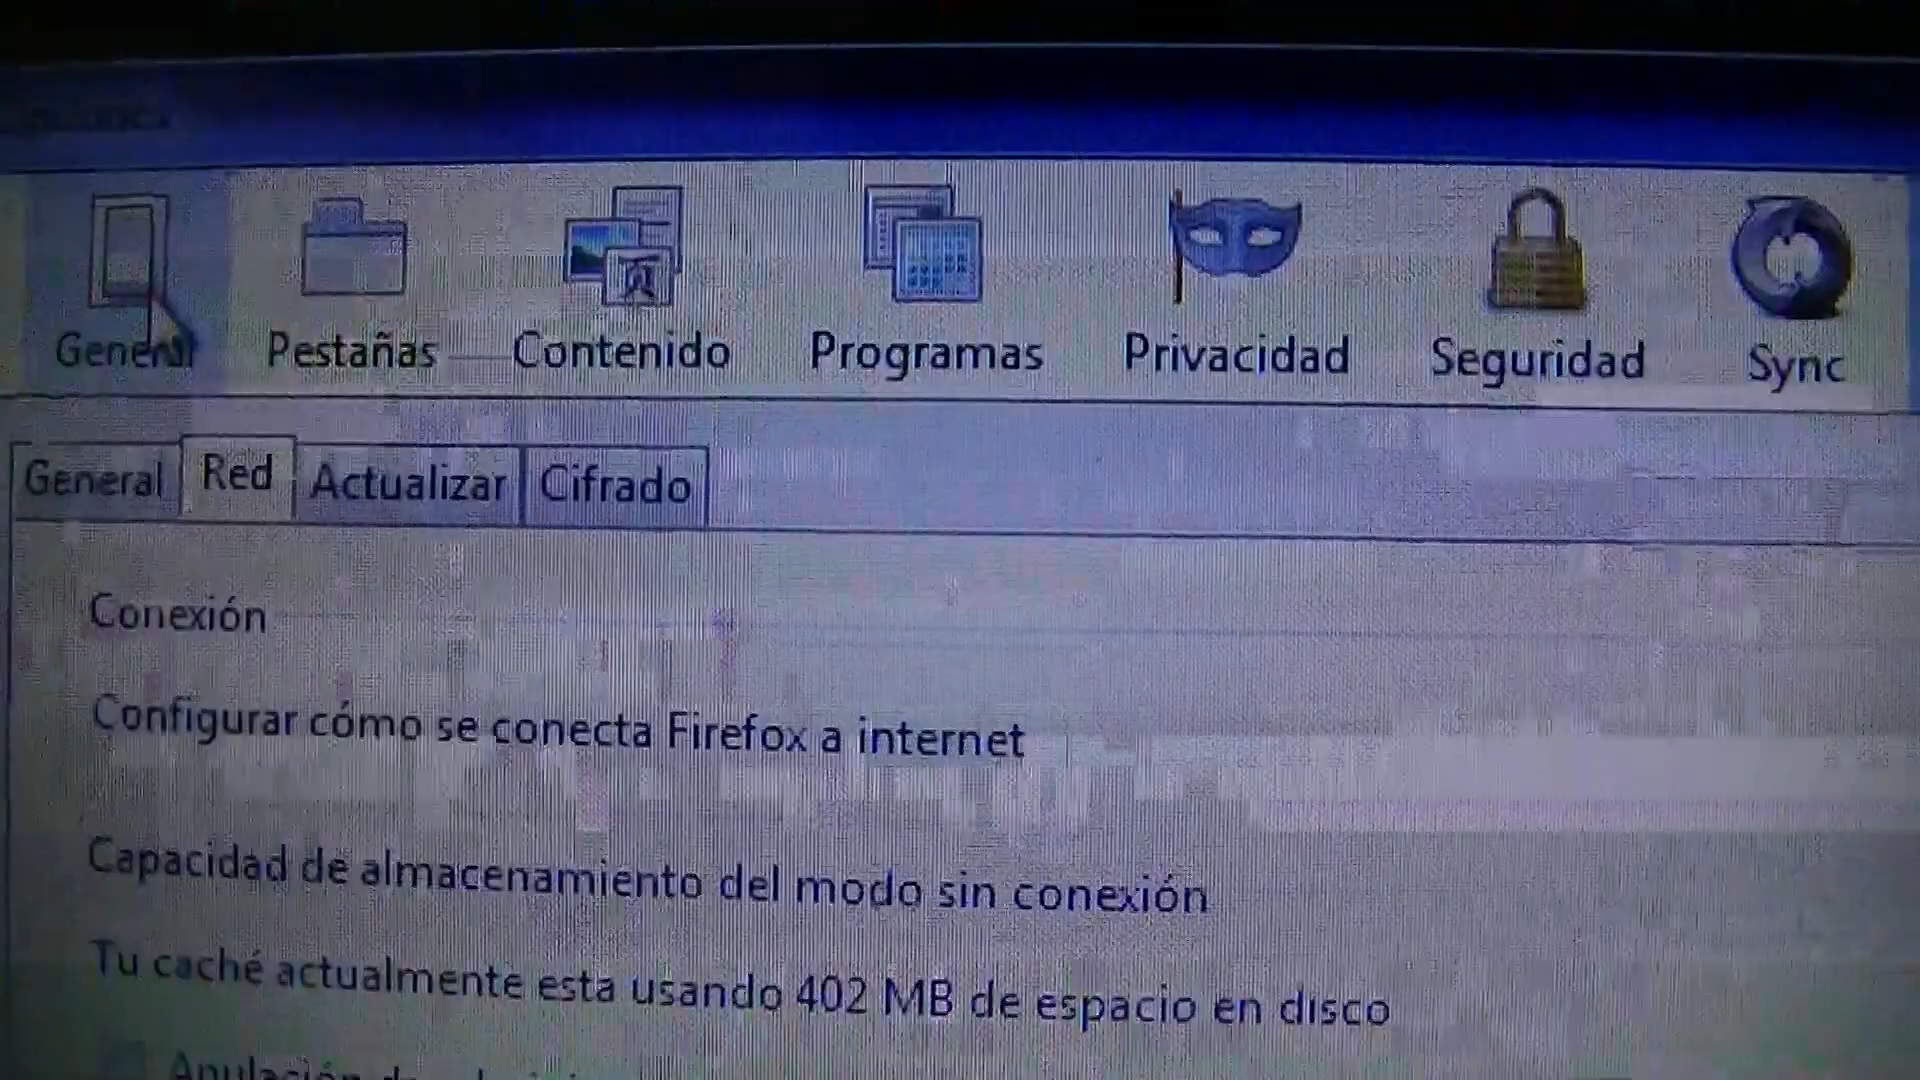 General Pestañas Contenido Programas Privacidad Seguridad Sync
General Red Actualizar Cifrado
Conexión
Configurar cómo se conecta Firefox a internet
Capacidad de almacenamiento del modo sin conexión
Tu caché actualmente esta usando 402 MB de espacio en disco
Anulación